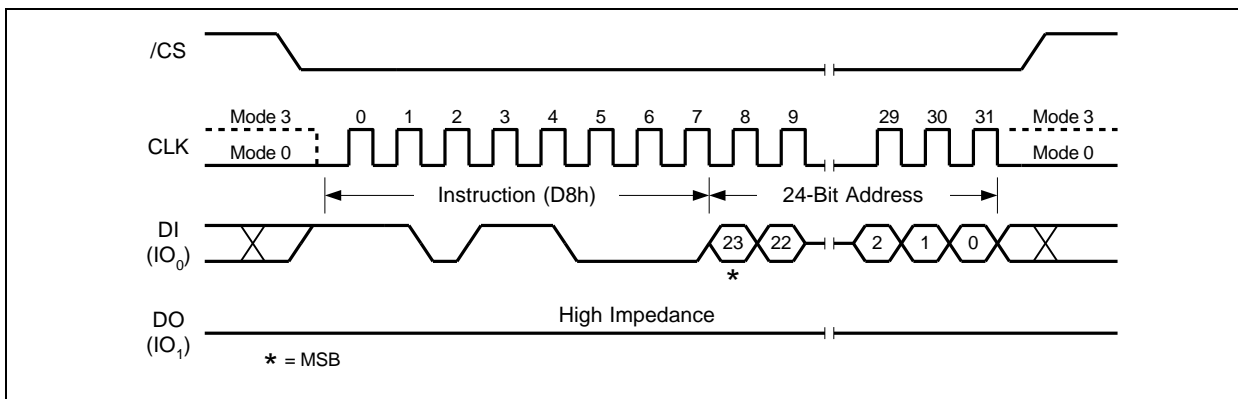 /CS
Mode 3 0 1 2 3 4 5 6 7 8 9 29 30 31 Mode 3
CLK
Mode 0 Mode 0
Instruction (D8h) 24-Bit Address
DI
(IO0)
23 22 2 1 0
*
DO
(IO1)
High Impedance
* = MSB